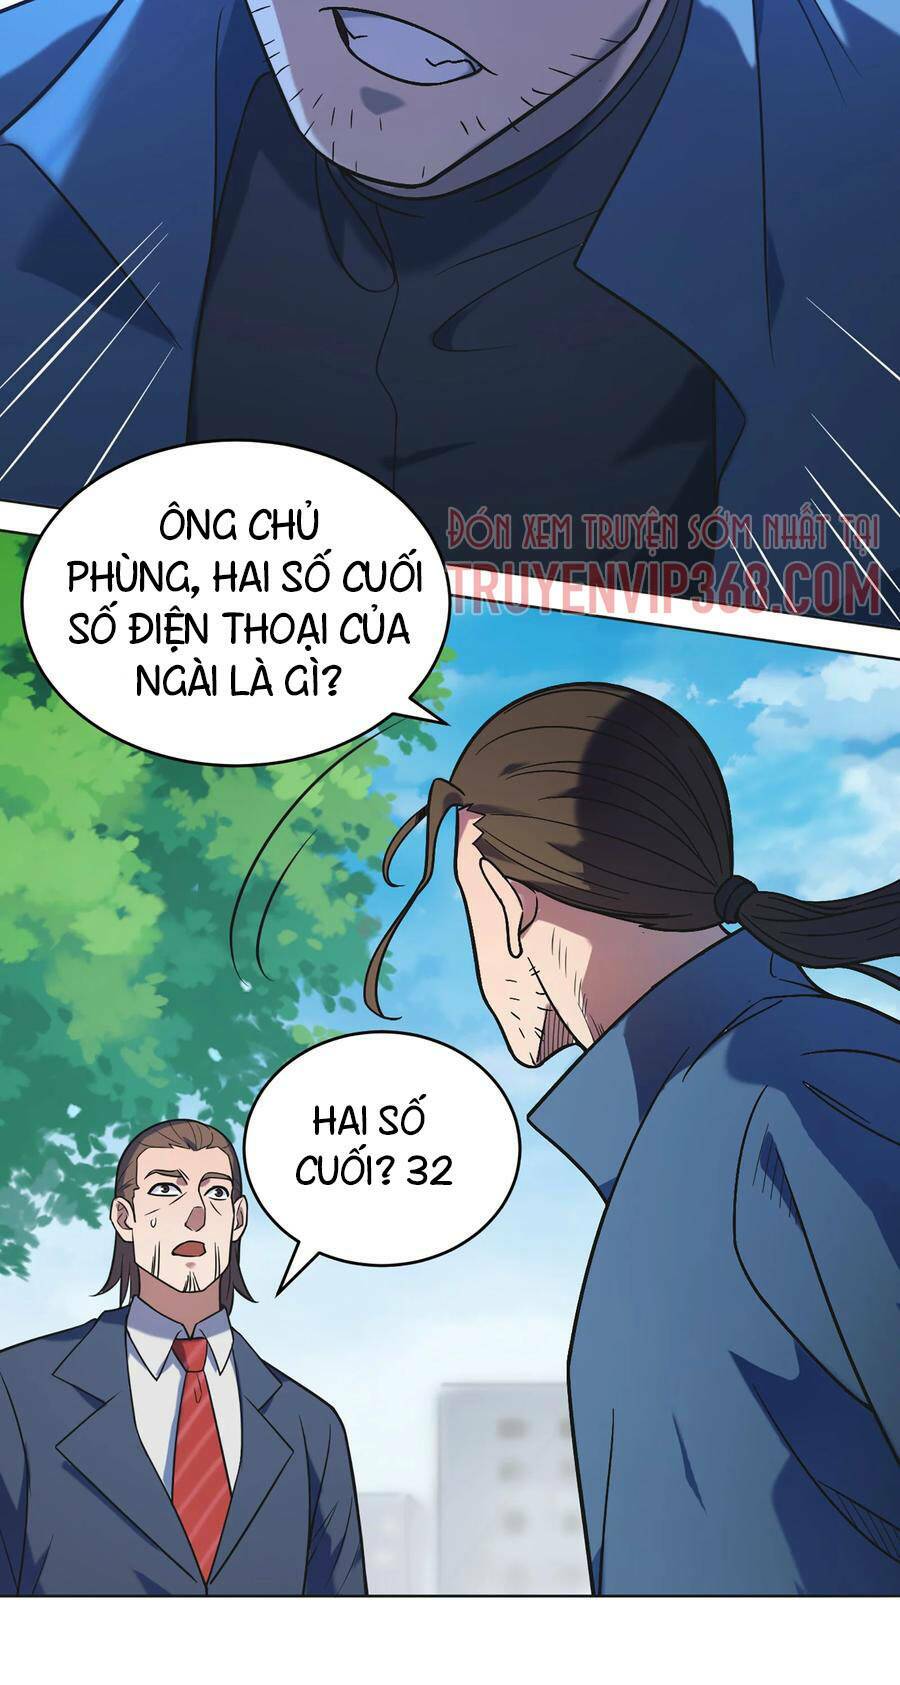 ÔNG CHỦ
PHÙNG, HAI SỐ CUỐI
SỐ ĐIỆN THOẠI CỦA
NGÀI LÀ GÌ?
ĐÓN XEM TRUYỆN SỚM NHẤT TẠI
TRUYENVIP368.COM
HAI SỐ
CUỐI? 32